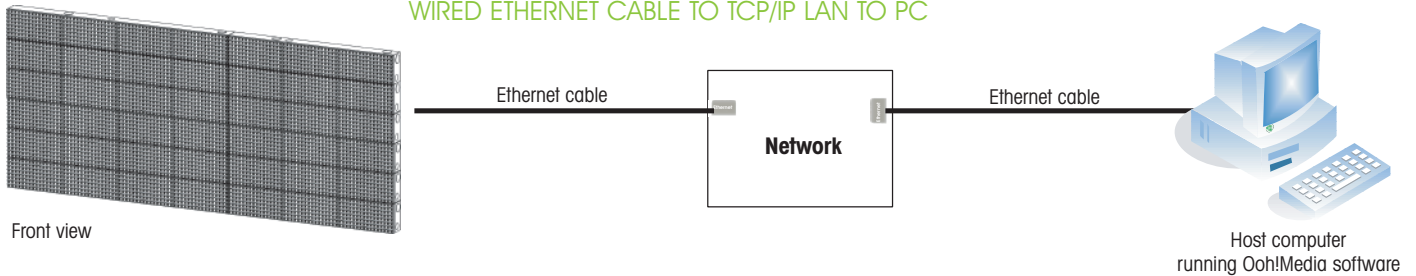 WIRED ETHERNET CABLE TO TCP/IP LAN TO PC
Ethernet cable
Ethernet cable
Ethernet
Ethernet
Network
Front view
Host computer
running Ooh!Media software